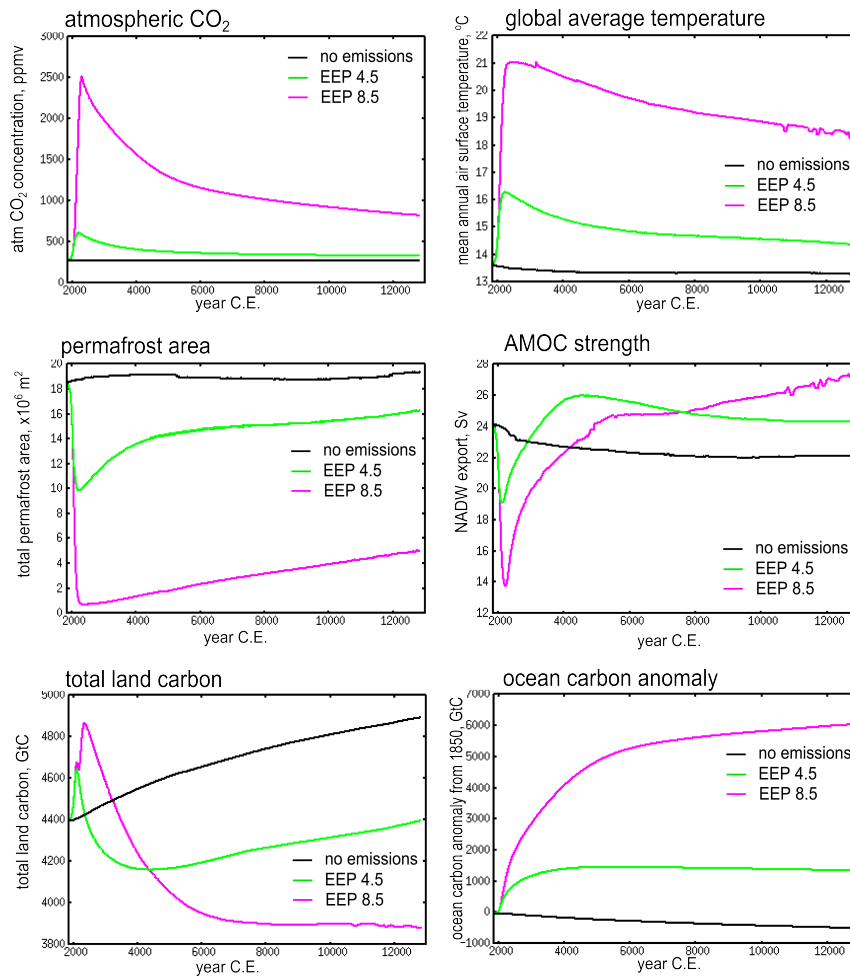 atmospheric CO₂
atm CO₂ concentration, ppmv
3000
2500
2000
1500
1000
500
0
no emissions
EEP 4.5
EEP 8.5
2000 4000 6000 8000 10000 12000
year C.E.
global average temperature
mean annual air surface temperature, °C
22
21
20
19
18
17
16
15
14
13
no emissions
EEP 4.5
EEP 8.5
2000 4000 6000 8000 10000 12000
year C.E.
permafrost area
total permafrost area, x10⁶ m²
20
18
16
14
12
10
8
6
4
2
0
no emissions
EEP 4.5
EEP 8.5
2000 4000 6000 8000 10000 12000
year C.E.
AMOC strength
NADW export, Sv
28
26
24
22
20
18
16
14
12
no emissions
EEP 4.5
EEP 8.5
2000 4000 6000 8000 10000 12000
year C.E.
total land carbon
total land carbon, GtC
5000
4800
4600
4400
4200
4000
3800
no emissions
EEP 4.5
EEP 8.5
2000 4000 6000 8000 10000 12000
year C.E.
ocean carbon anomaly
ocean carbon anomaly from 1850, GtC
7000
6000
5000
4000
3000
2000
1000
0
-1000
no emissions
EEP 4.5
EEP 8.5
2000 4000 6000 8000 10000 12000
year C.E.